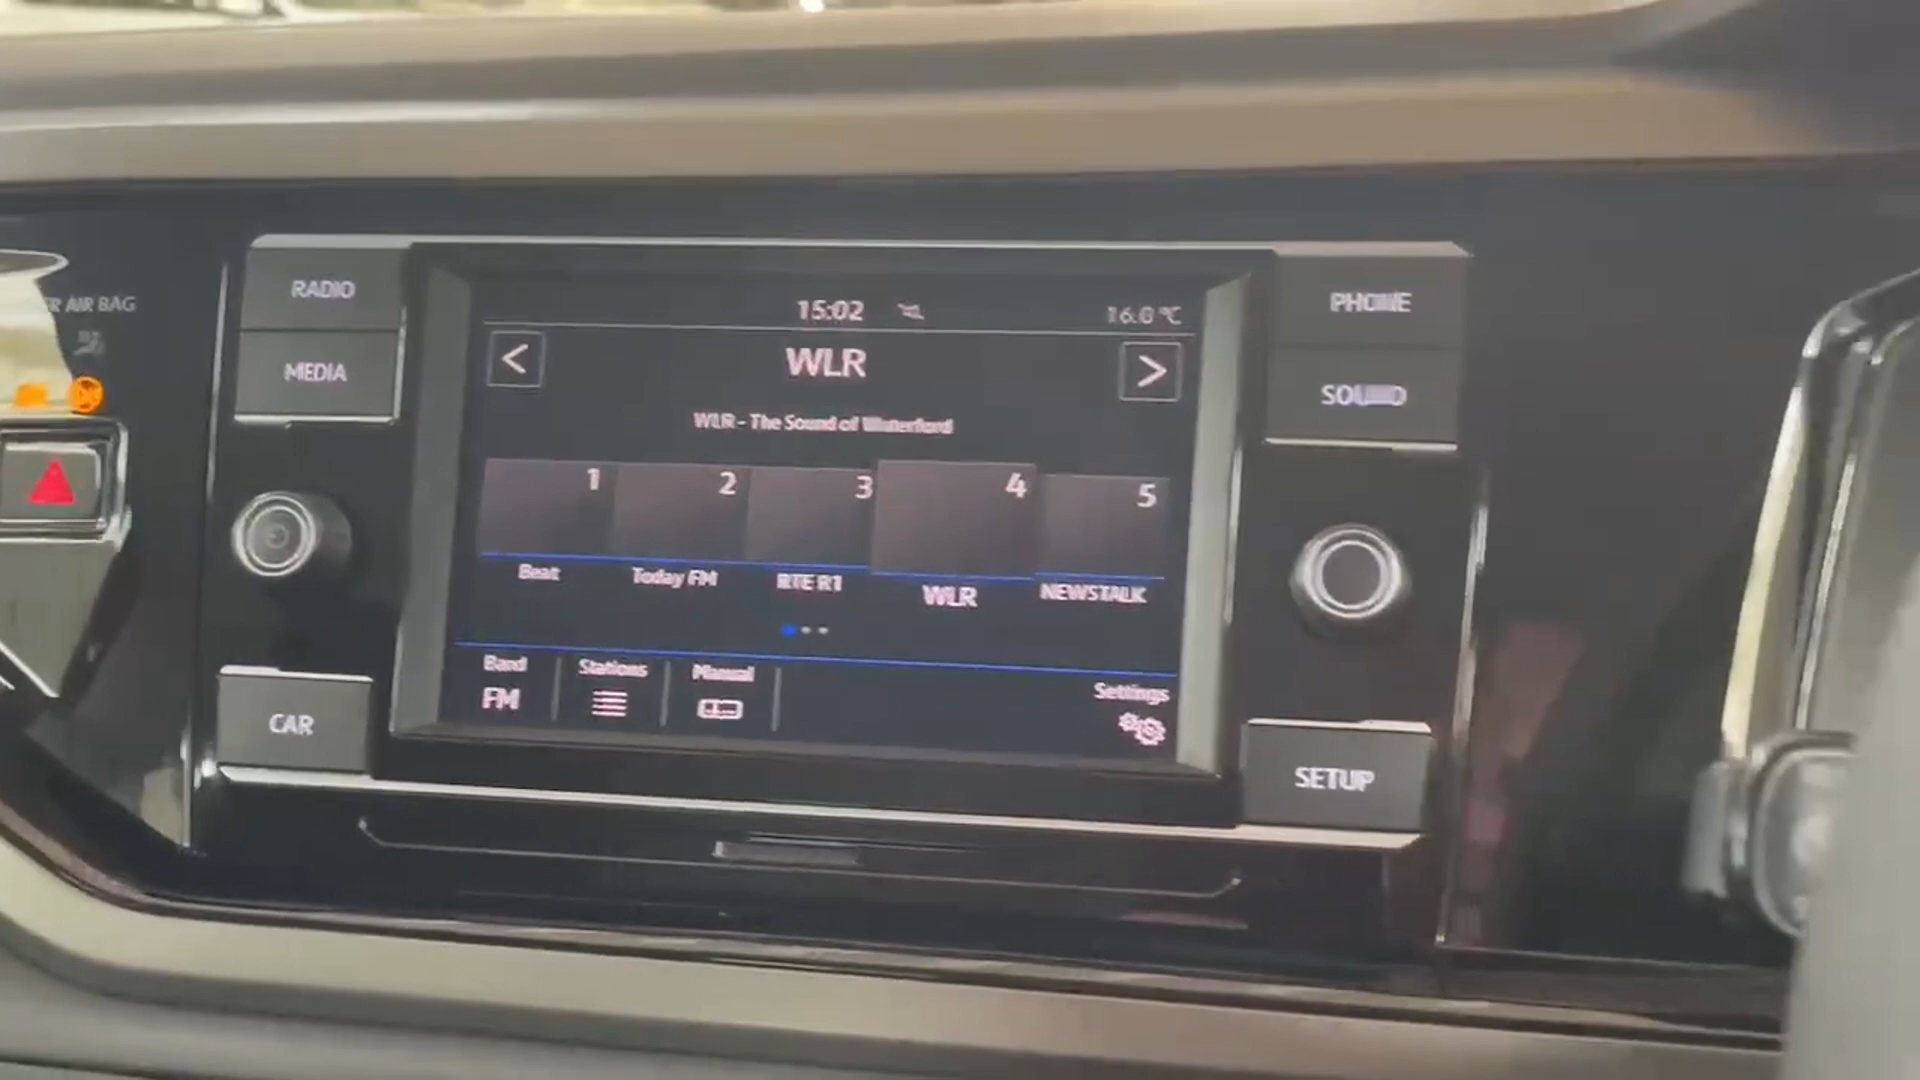 R AIR BAG
RADIO
MEDIA
CAR
15:02
16.0 °C
<
WLR
>
WLR - The Sound of Waterford
1 2 3 4 5
Beat Today FM RTE R1 WLR NEWSTALK
Band Stations Manual Settings
FM
PHONE
SOUND
SETUP